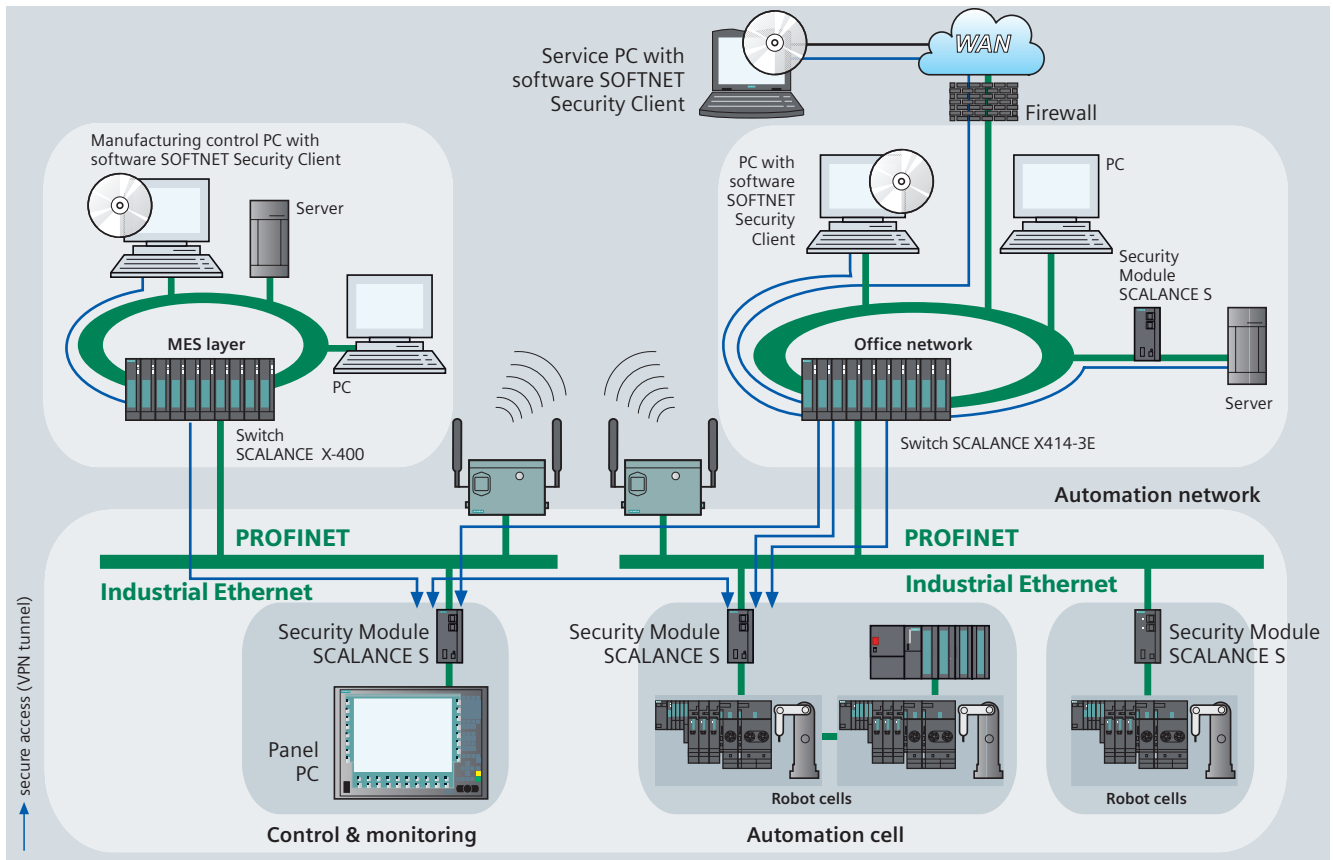 WAN
Service PC with
software SOFTNET
Security Client
Firewall
Manufacturing control PC with
software SOFTNET Security Client
Server
MES layer
PC
Switch
SCALANCE X-400
PC with
software
SOFTNET
Security
Client
PC
Security
Module
SCALANCE S
Office network
Server
Switch SCALANCE X414-3E
Automation network
PROFINET
Industrial Ethernet
PROFINET
Industrial Ethernet
Security Module
SCALANCE S
Panel
PC
Control & monitoring
Security Module
SCALANCE S
Robot cells
Automation cell
Security Module
SCALANCE S
Robot cells
secure access (VPN tunnel)